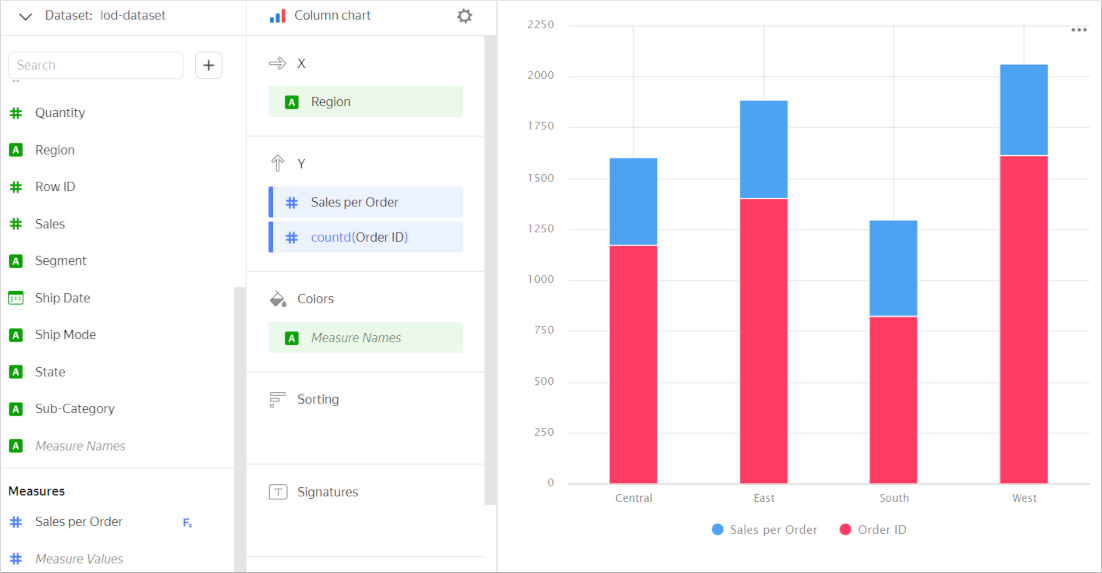 Dataset: lod-dataset
Search
+
Quantity
A Region
Row ID
Sales
A Segment
Ship Date
A Ship Mode
A State
A Sub-Category
A Measure Names
Measures
Sales per Order Fx
Measure Values
Column chart
X
A Region
Y
# Sales per Order
# countd(Order ID)
Colors
A Measure Names
Sorting
T Signatures
2250
2000
1750
1500
1250
1000
750
500
250
0
Central East South West
Sales per Order Order ID